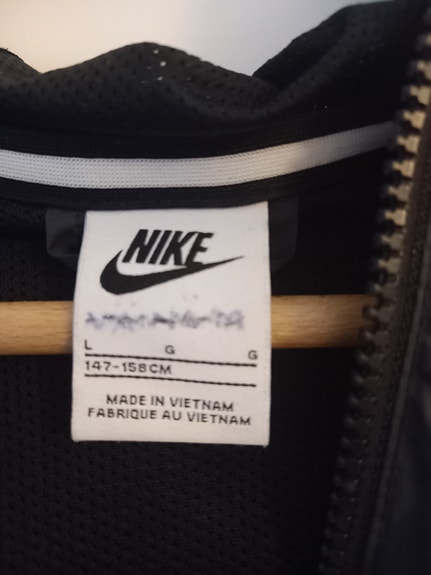 NIKE
L G G
147-158CM
MADE IN VIETNAM
FABRIQUE AU VIETNAM